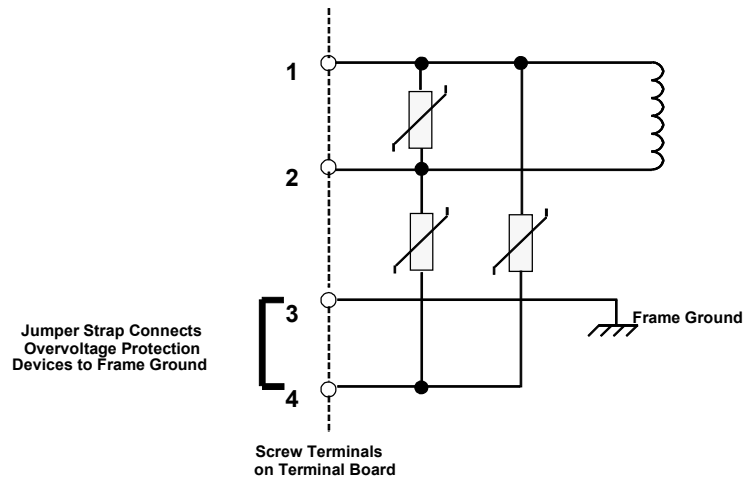 1
2
3
Jumper Strap Connects
Overvoltage Protection
Devices to Frame Ground
Frame Ground
4
Screw Terminals
on Terminal Board